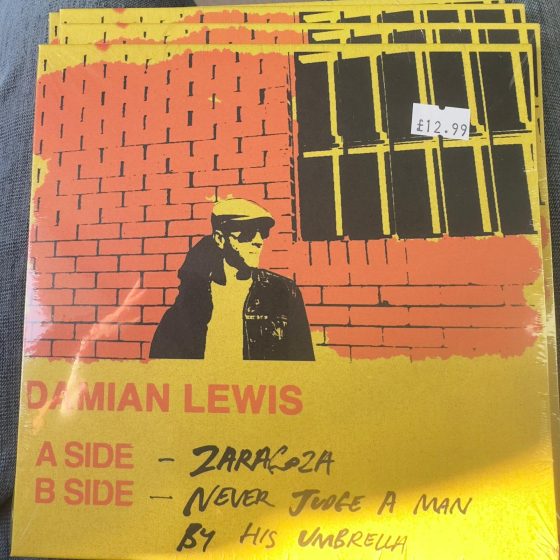 £12.99
DAMIAN LEWIS
A SIDE - ZARAGOZA
B SIDE - NEVER JUDGE A MAN
BY HIS UMBRELLA